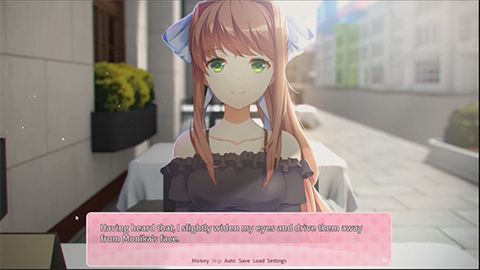 Having heard that, I slightly widen my eyes and drive them away
from Monika's face.
History Skip Auto Save Load Settings